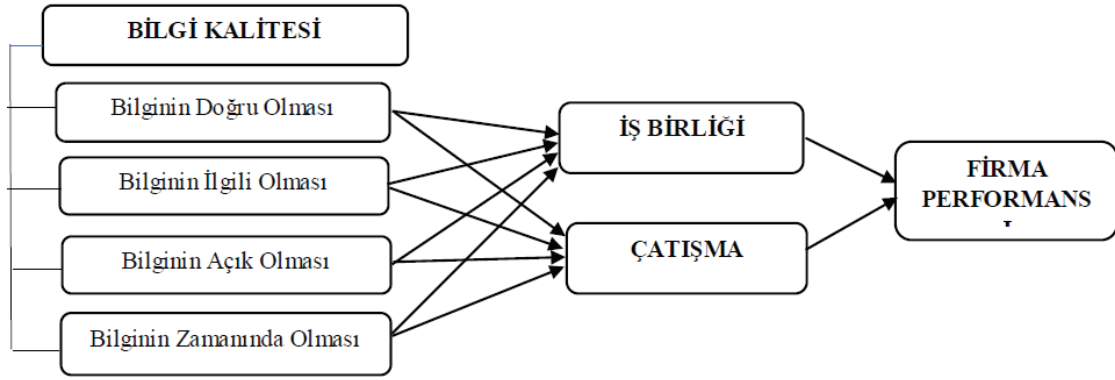 BİLGİ KALİTESİ
Bilginin Doğru Olması
Bilginin İlgili Olması
Bilginin Açık Olması
Bilginin Zamanında Olması
İŞ BİRLİĞİ
ÇATIŞMA
FİRMA
PERFORMANS
I